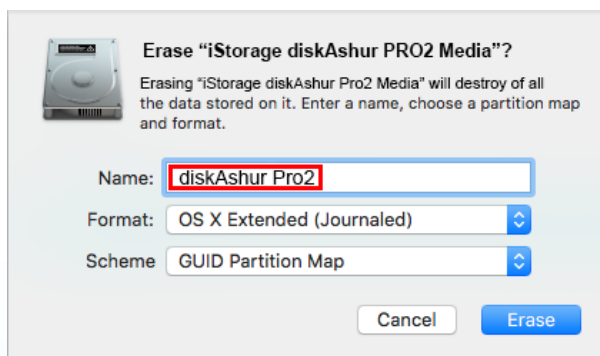 Erase “iStorage diskAshur PRO2 Media”?
Erasing “iStorage diskAshur Pro2 Media” will destroy of all
the data stored on it. Enter a name, choose a partition map
and format.
Name: diskAshur Pro2
Format: OS X Extended (Journaled)
Scheme GUID Partition Map
Cancel Erase